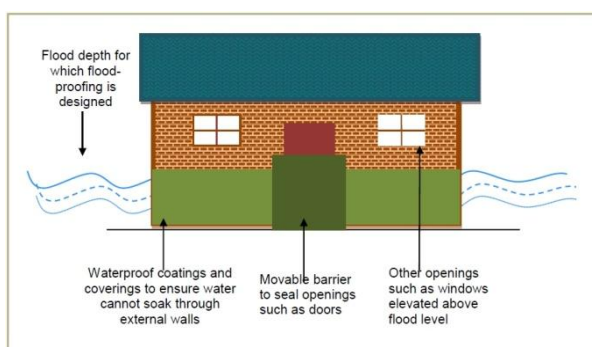 Flood depth for
which flood-
proofing is
designed
Waterproof coatings and
coverings to ensure water
cannot soak through
external walls
Movable barrier
to seal openings
such as doors
Other openings
such as windows
elevated above
flood level